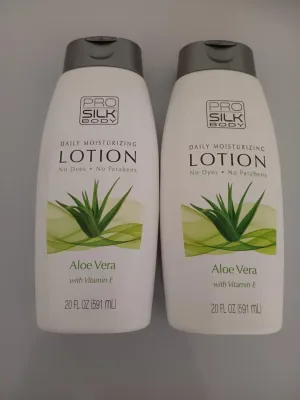 PRO
SILK
BODY
DAILY MOISTURIZING
LOTION
No Dyes • No Parabens
Aloe Vera
with Vitamin E
20 FL OZ (591 mL)
PRO
SILK
BODY
DAILY MOISTURIZING
LOTION
No Dyes • No Parabens
Aloe Vera
with Vitamin E
20 FL OZ (591 mL)